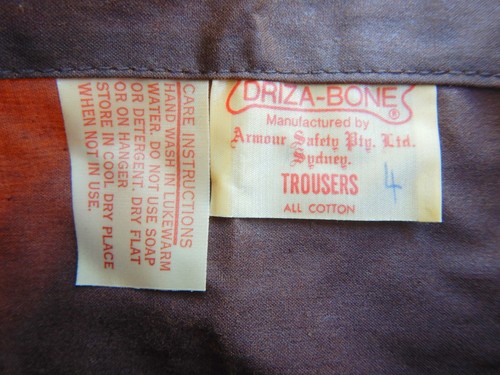 CARE INSTRUCTIONS
HAND WASH IN LUKEWARM
WATER. DO NOT USE SOAP
OR DETERGENT. DRY FLAT
OR ON HANGER
STORE IN COOL DRY PLACE
WHEN NOT IN USE.
DRIZA-BONE®
Manufactured by
Armour Safety Pty. Ltd.
Sydney.
TROUSERS
4
ALL COTTON